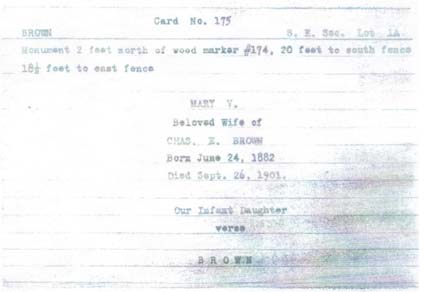 Card No. 175
BROWN S. E. Sec. Lot 1A
Monument 2 feet north of wood marker #174, 20 feet to south fence
18½ feet to east fence
MARY V.
Beloved Wife of
CHAS. E. BROWN
Born June 24, 1882
Died Sept. 26, 1901.
Our Infant Daughter
verse
B R O W N